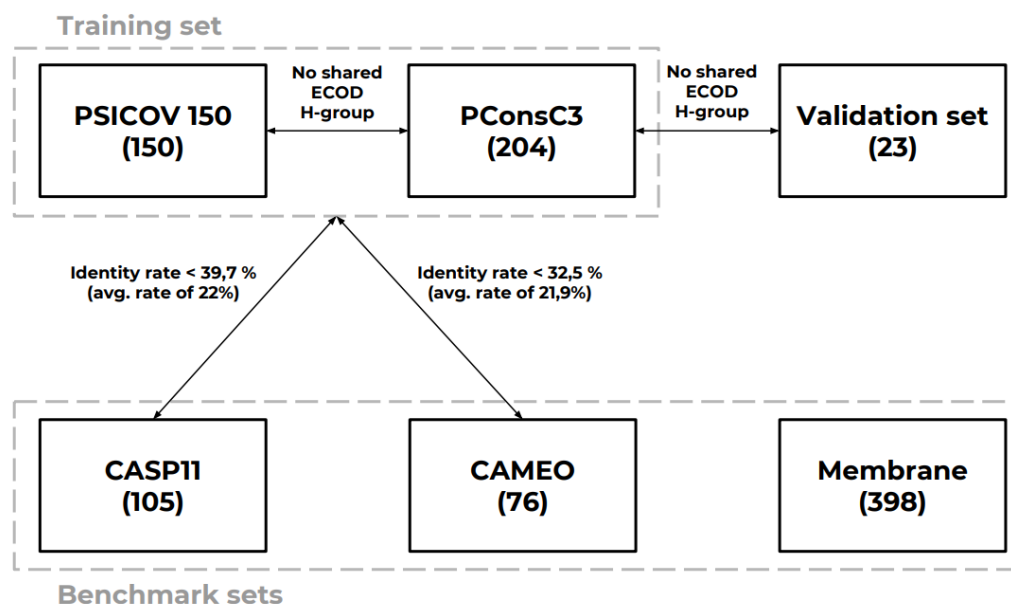 Training set
No shared
ECOD
H-group
No shared
ECOD
H-group
PSICOV 150
(150)
PConsC3
(204)
Validation set
(23)
Identity rate < 39,7 %
(avg. rate of 22%)
Identity rate < 32,5 %
(avg. rate of 21,9%)
CASP11
(105)
CAMEO
(76)
Membrane
(398)
Benchmark sets